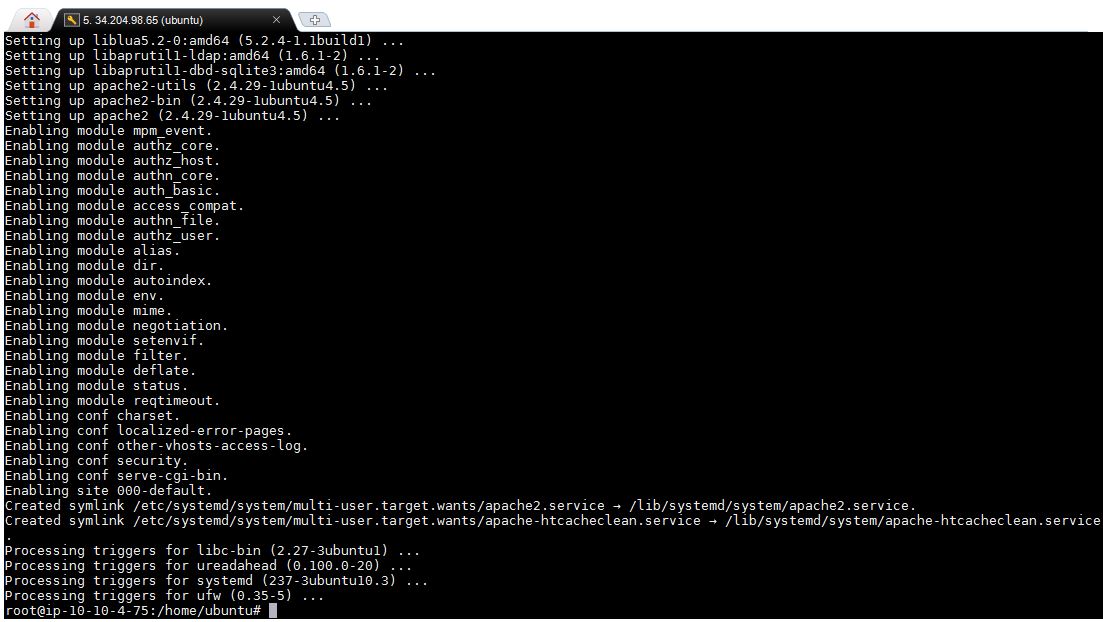 5. 34.204.98.65 (ubuntu)
Setting up liblua5.2-0:amd64 (5.2.4-1.1build1) ...
Setting up libaprutil1-ldap:amd64 (1.6.1-2) ...
Setting up libaprutil1-dbd-sqlite3:amd64 (1.6.1-2) ...
Setting up apache2-utils (2.4.29-1ubuntu4.5) ...
Setting up apache2-bin (2.4.29-1ubuntu4.5) ...
Setting up apache2 (2.4.29-1ubuntu4.5) ...
Enabling module mpm_event.
Enabling module authz_core.
Enabling module authz_host.
Enabling module authn_core.
Enabling module auth_basic.
Enabling module access_compat.
Enabling module authn_file.
Enabling module authz_user.
Enabling module alias.
Enabling module dir.
Enabling module autoindex.
Enabling module env.
Enabling module mime.
Enabling module negotiation.
Enabling module setenvif.
Enabling module filter.
Enabling module deflate.
Enabling module status.
Enabling module reqtimeout.
Enabling conf charset.
Enabling conf localized-error-pages.
Enabling conf other-vhosts-access-log.
Enabling conf security.
Enabling conf serve-cgi-bin.
Enabling site 000-default.
Created symlink /etc/systemd/system/multi-user.target.wants/apache2.service → /lib/systemd/system/apache2.service.
Created symlink /etc/systemd/system/multi-user.target.wants/apache-htcacheclean.service → /lib/systemd/system/apache-htcacheclean.service
.
Processing triggers for libc-bin (2.27-3ubuntu1) ...
Processing triggers for ureadahead (0.100.0-20) ...
Processing triggers for systemd (237-3ubuntu10.3) ...
Processing triggers for ufw (0.35-5) ...
root@ip-10-10-4-75:/home/ubuntu#